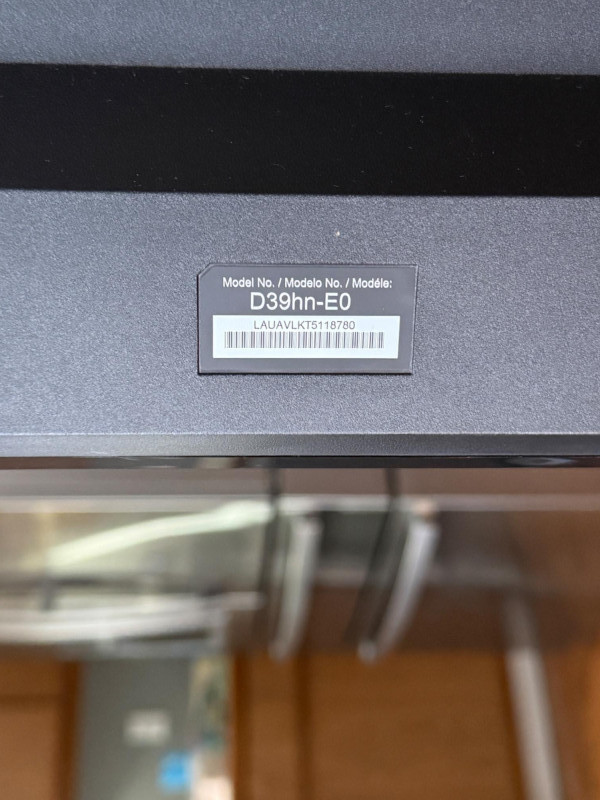 Model No. / Modelo No. / Modéle:
D39hn-E0
LAUAVLKT5118780